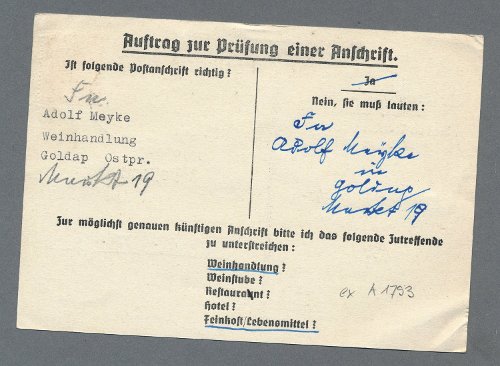 Auftrag zur Prüfung einer Anschrift.
Ist folgende Postanschrift richtig?
Fa.
Adolf Meyke
Weinhandlung
Goldap Ostpr.
Markt 19
Ja
Nein, sie muß lauten:
Fa
Adolf Meyke
in
Markt 19
Zur möglichst genauen künftigen Anschrift bitte ich das folgende Zutreffende
zu unterstreichen:
Weinhandlung?
Weinstube?
Restaurant?
Hotel?
Feinkost/Lebensmittel?
ex A 1793